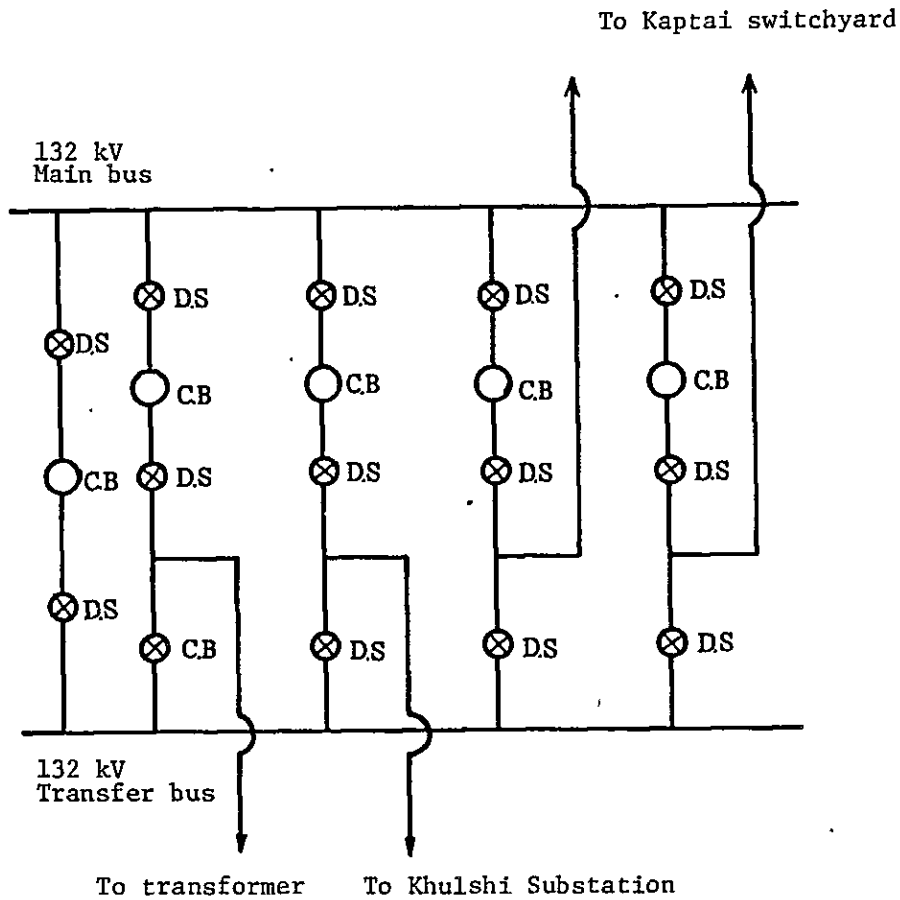 To Kaptai switchyard
132 kV
Main bus
D.S
D.S
D.S
D.S
D.S
C.B
C.B
C.B
C.B
C.B
D.S
D.S
D.S
D.S
D.S
C.B
D.S
D.S
D.S
132 kV
Transfer bus
To transformer
To Khulshi Substation